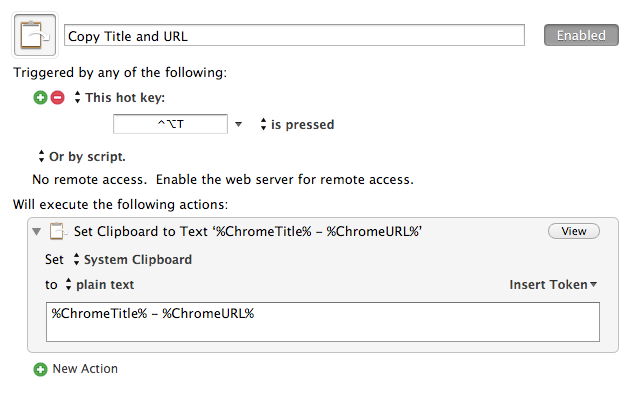 Copy Title and URL
Enabled
Triggered by any of the following:
This hot key:
^⌥T
is pressed
Or by script.
No remote access. Enable the web server for remote access.
Will execute the following actions:
Set Clipboard to Text ‘%ChromeTitle% – %ChromeURL%’
View
Set System Clipboard
to plain text
Insert Token
%ChromeTitle% – %ChromeURL%
New Action